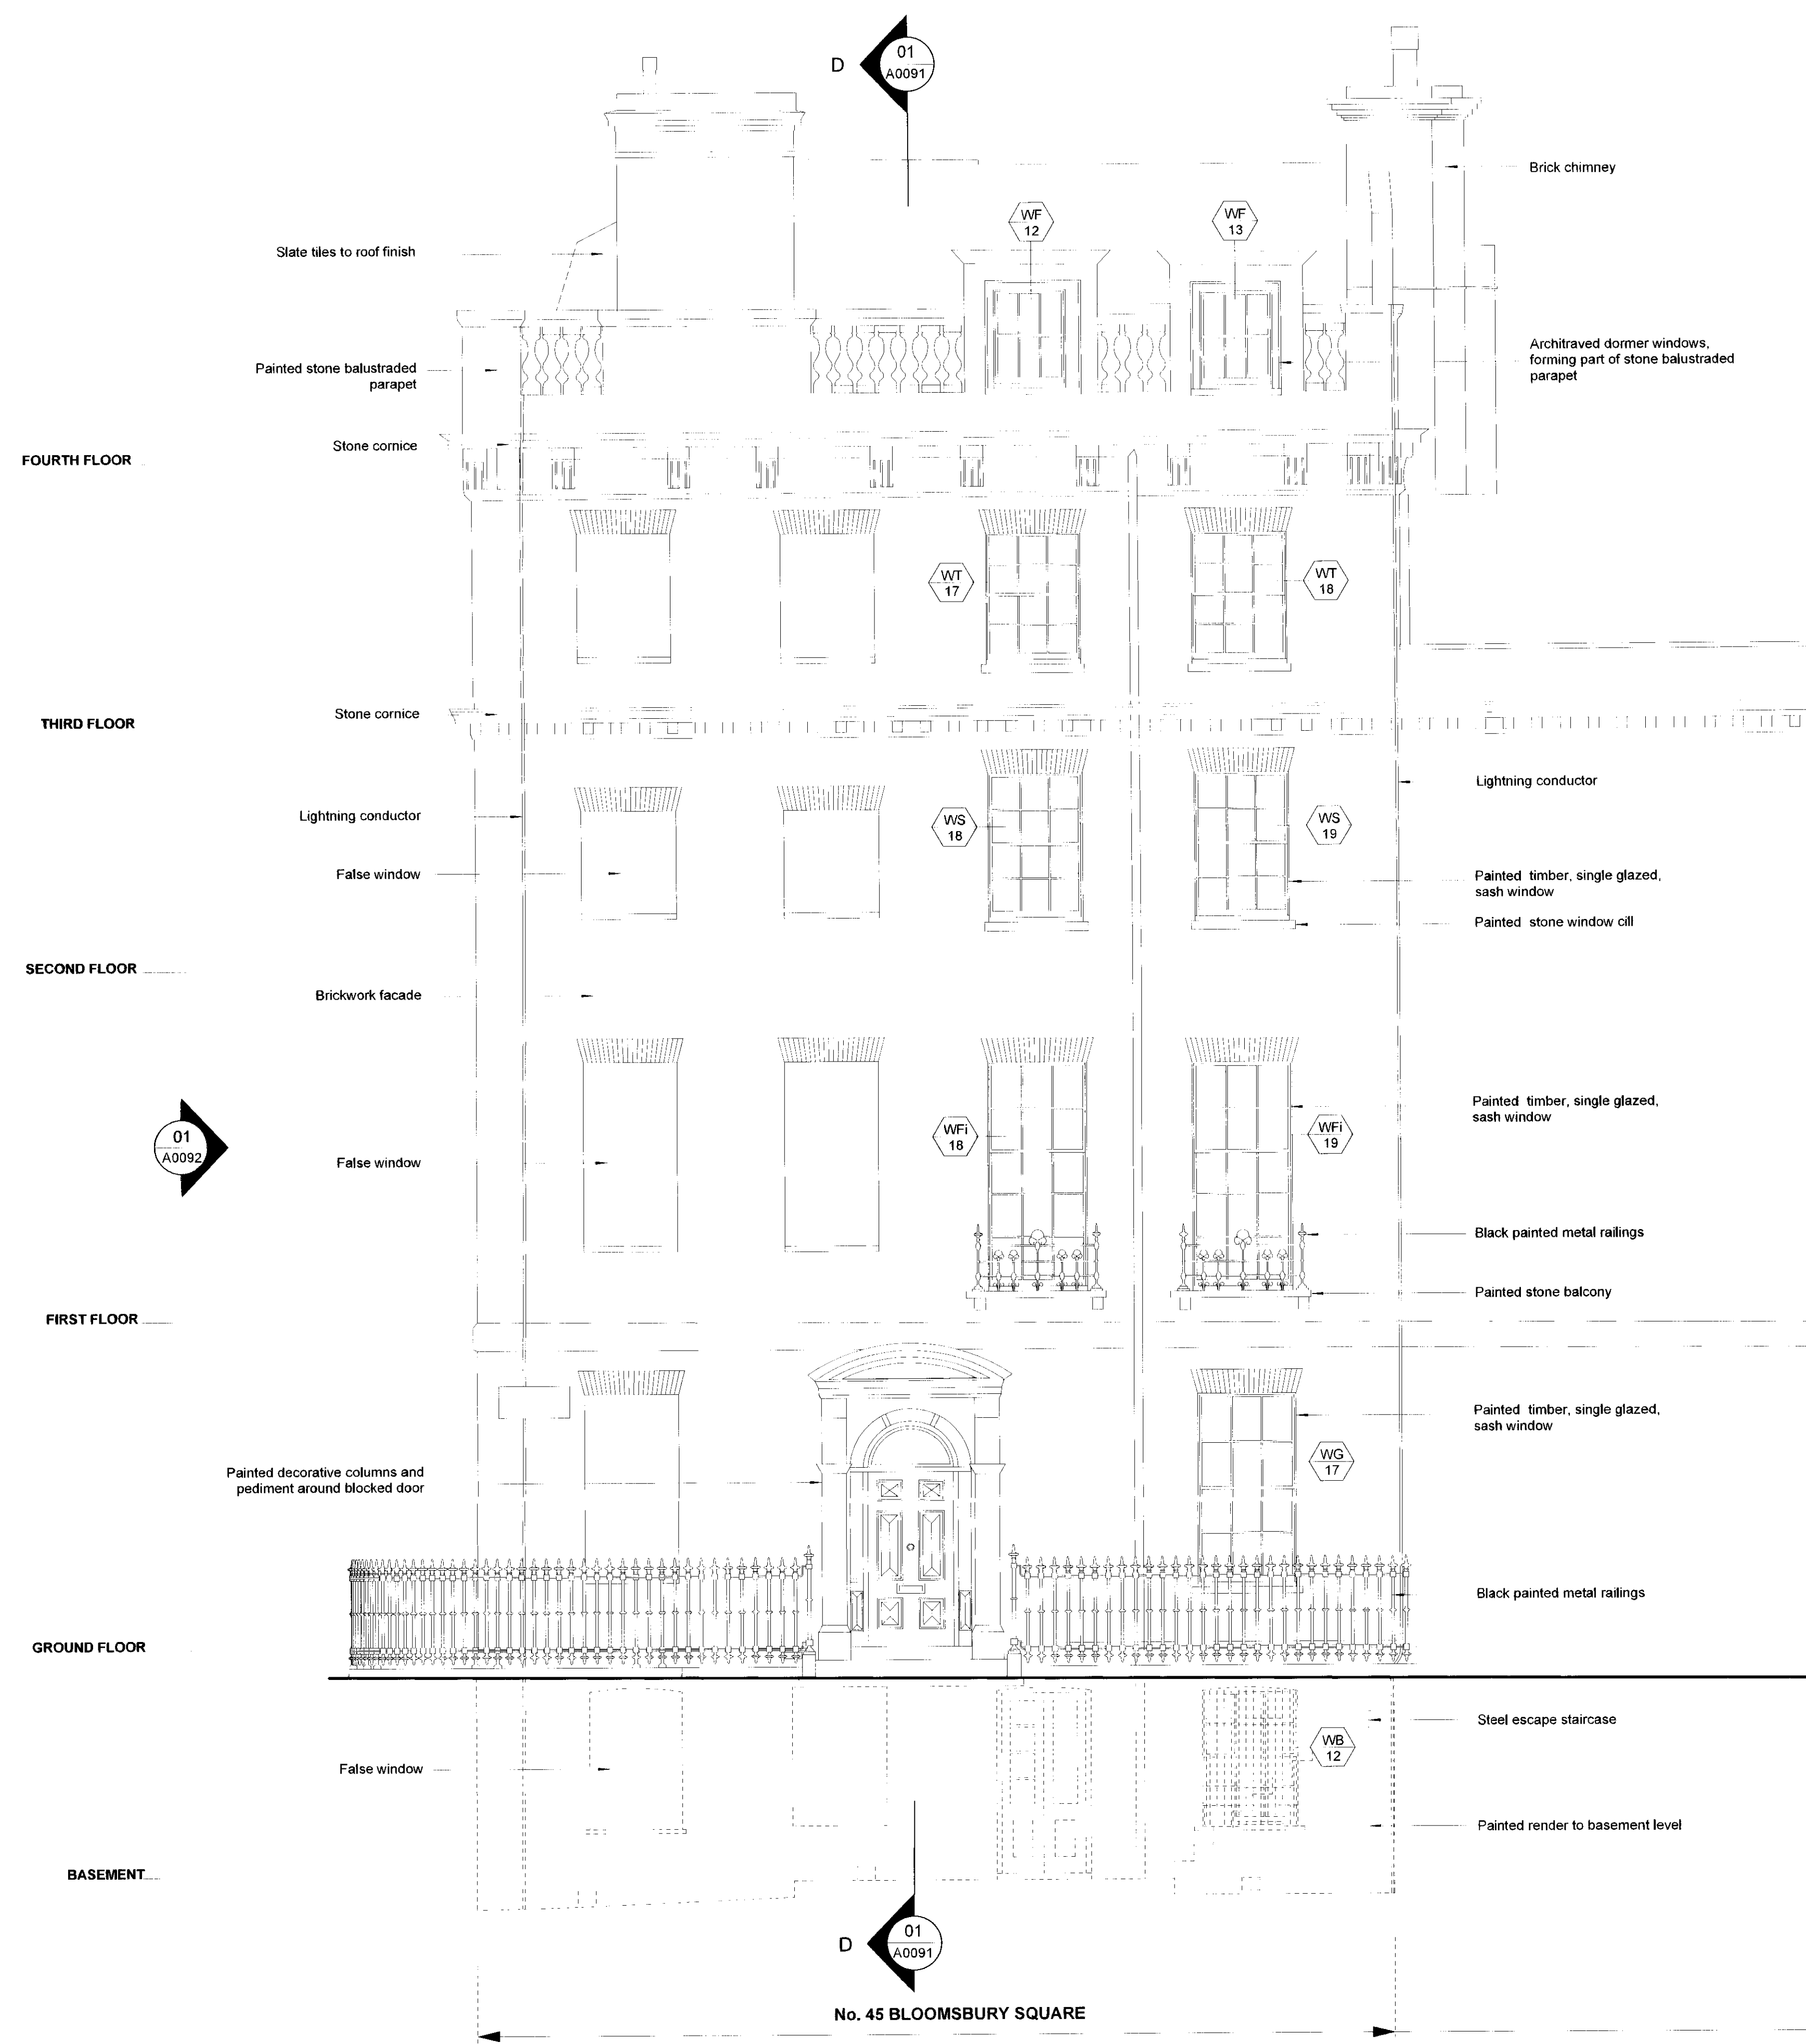 D
01
A0091
Brick chimney
WF
12
WF
13
Slate tiles to roof finish
Architraved dormer windows,
forming part of stone balustraded
parapet
Painted stone balustraded
parapet
Stone cornice
FOURTH FLOOR
WT
17
WT
18
Stone cornice
THIRD FLOOR
Lightning conductor
Lightning conductor
WS
18
WS
19
False window
Painted timber, single glazed,
sash window
Painted stone window cill
SECOND FLOOR
Brickwork facade
Painted timber, single glazed,
sash window
01
A0092
WFi
18
WFi
19
False window
Black painted metal railings
Painted stone balcony
FIRST FLOOR
Painted timber, single glazed,
sash window
WG
17
Painted decorative columns and
pediment around blocked door
Black painted metal railings
GROUND FLOOR
Steel escape staircase
WB
12
False window
Painted render to basement level
BASEMENT
D
01
A0091
No. 45 BLOOMSBURY SQUARE